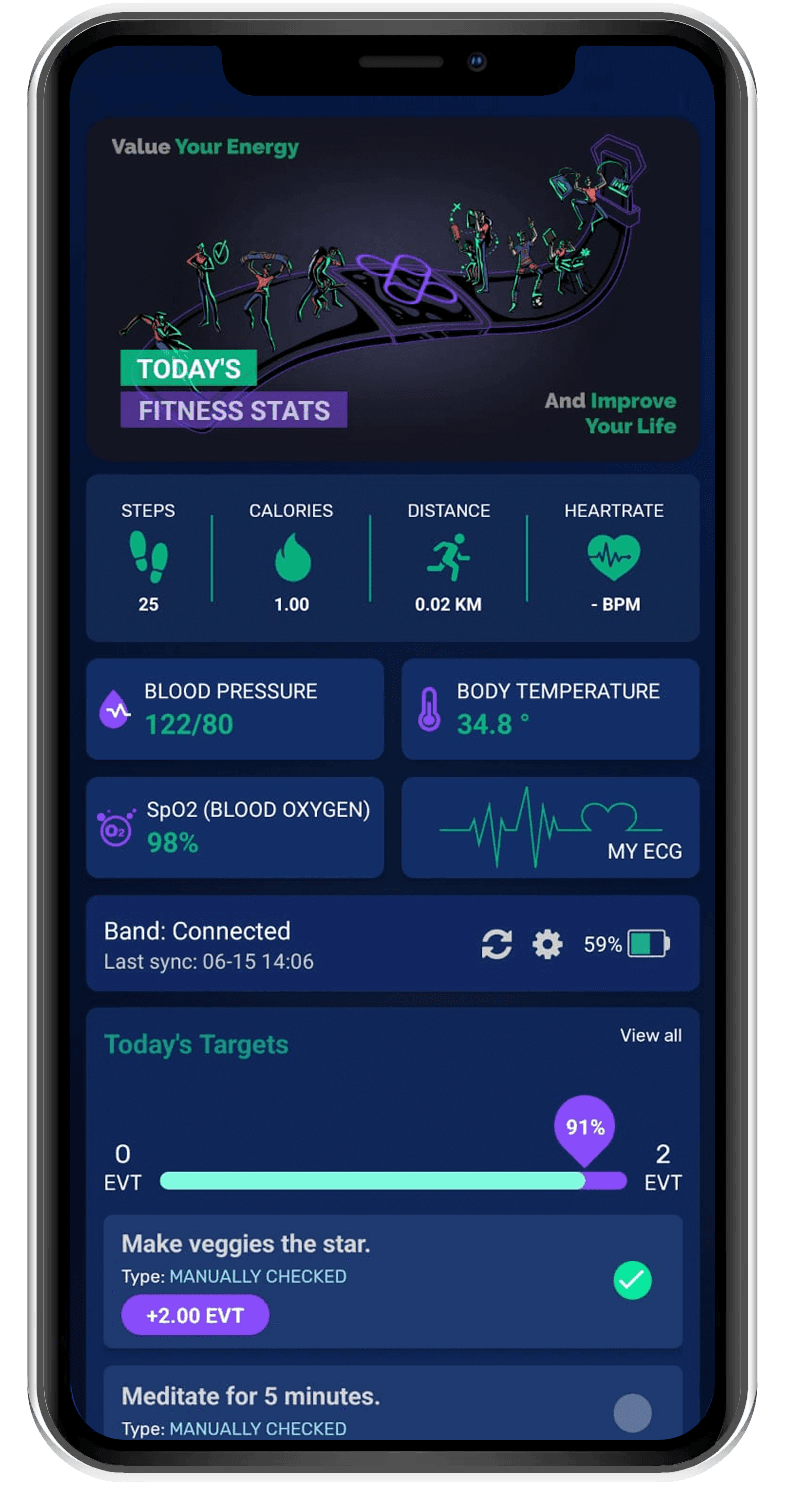 Value Your Energy
TODAY'S
FITNESS STATS
And Improve
Your Life
STEPS CALORIES DISTANCE HEARTRATE
25 1.00 0.02 KM - BPM
BLOOD PRESSURE
122/80
BODY TEMPERATURE
34.8 °
SpO2 (BLOOD OXYGEN)
O2
98%
MY ECG
Band: Connected
Last sync: 06-15 14:06
59%
Today's Targets
View all
91%
0
EVT
2
EVT
Make veggies the star.
Type: MANUALLY CHECKED
+2.00 EVT
Meditate for 5 minutes.
Type: MANUALLY CHECKED